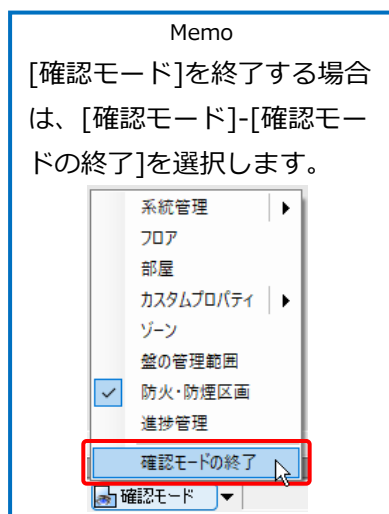 Memo
[確認モード]を終了する場合
は、[確認モード]-[確認モー
ドの終了]を選択します。
系統管理
フロア
部屋
カスタムプロパティ
ゾーン
盤の管理範囲
防火・防煙区画
進捗管理
確認モードの終了
確認モード